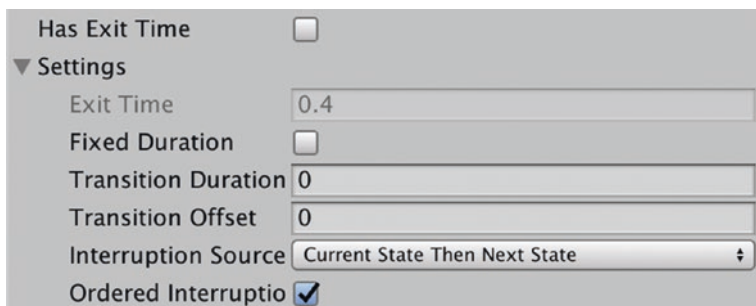 Has Exit Time
Settings
Exit Time 0.4
Fixed Duration
Transition Duration 0
Transition Offset 0
Interruption Source Current State Then Next State
Ordered Interruptio